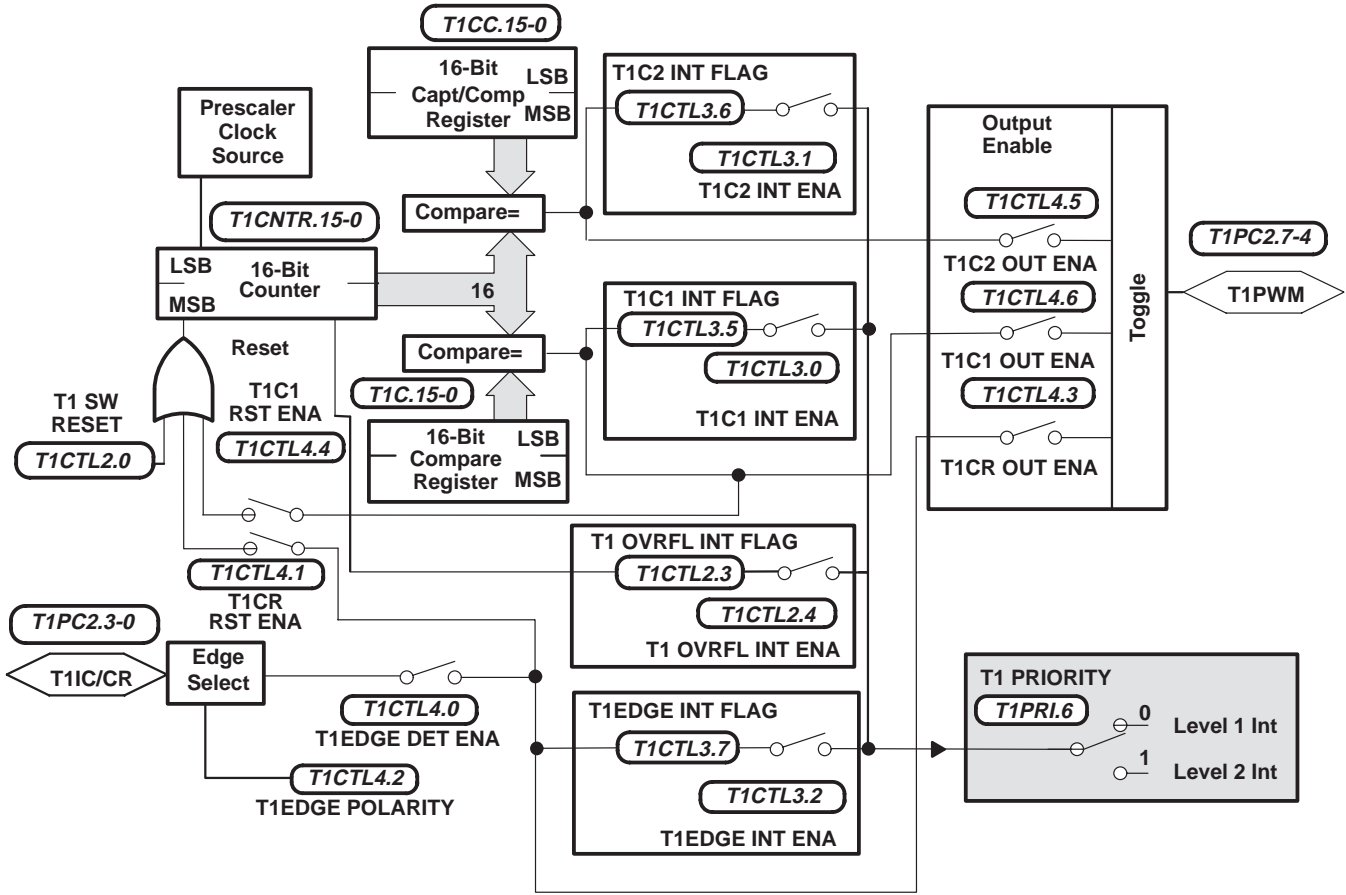 T1CC.15-0
16-Bit
Capt/Comp
Register
LSB
MSB
Prescaler
Clock
Source
T1CNTR.15-0
LSB
MSB
16-Bit
Counter
Compare=
16
Compare=
T1C.15-0
16-Bit
Compare
Register
LSB
MSB
Reset
T1C1
RST ENA
T1CTL4.4
T1 SW
RESET
T1CTL2.0
T1CTL4.1
T1CR
RST ENA
T1PC2.3-0
T1IC/CR
Edge
Select
T1CTL4.0
T1EDGE DET ENA
T1CTL4.2
T1EDGE POLARITY
T1C2 INT FLAG
T1CTL3.6
T1CTL3.1
T1C2 INT ENA
T1C1 INT FLAG
T1CTL3.5
T1CTL3.0
T1C1 INT ENA
T1 OVRFL INT FLAG
T1CTL2.3
T1CTL2.4
T1 OVRFL INT ENA
T1EDGE INT FLAG
T1CTL3.7
T1CTL3.2
T1EDGE INT ENA
Output
Enable
T1CTL4.5
T1C2 OUT ENA
T1CTL4.6
T1C1 OUT ENA
T1CTL4.3
T1CR OUT ENA
Toggle
T1PC2.7-4
T1PWM
T1 PRIORITY
T1PRI.6
0
Level 1 Int
1
Level 2 Int